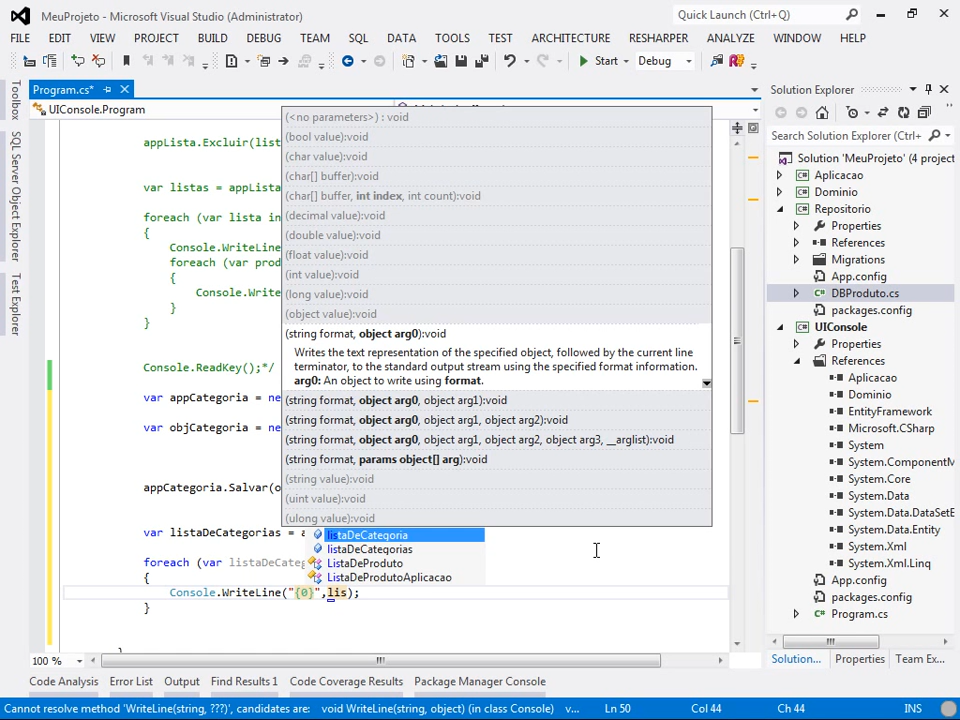 MeuProjeto - Microsoft Visual Studio (Administrator)
Quick Launch (Ctrl+Q)
FILE EDIT VIEW PROJECT BUILD DEBUG TEAM SQL DATA TOOLS TEST ARCHITECTURE RESHARPER ANALYZE WINDOW HELP
Start Debug
Toolbox
SQL Server Object Explorer
Test Explorer
Program.cs*
UIConsole.Program
appLista.Excluir(list
var listas = appLista
foreach (var lista in
{
Console.WriteLine
foreach (var prod
{
Console.Write
}
}
Console.ReadKey();*/
var appCategoria = ne
var objCategoria = ne
appCategoria.Salvar(o
var listaDeCategorias = a
foreach (var listaDeCateg
{
Console.WriteLine("{0}",lis);
}
(<no parameters>) : void
(bool value):void
(char value):void
(char[] buffer):void
(char[] buffer, int index, int count):void
(decimal value):void
(double value):void
(float value):void
(int value):void
(long value):void
(object value):void
(string format, object arg0):void
Writes the text representation of the specified object, followed by the current line
terminator, to the standard output stream using the specified format information.
arg0: An object to write using format.
(string format, object arg0, object arg1):void
(string format, object arg0, object arg1, object arg2):void
(string format, object arg0, object arg1, object arg2, object arg3, __arglist):void
(string format, params object[] arg):void
(string value):void
(uint value):void
(ulong value):void
listaDeCategoria
listaDeCategorias
ListaDeProduto
ListaDeProdutoAplicacao
100 %
Solution Explorer
Search Solution Explorer (Ctrl+
Solution 'MeuProjeto' (4 project
Aplicacao
Dominio
Repositorio
Properties
References
Migrations
App.config
DBProduto.cs
packages.config
UIConsole
Properties
References
Aplicacao
Dominio
EntityFramework
Microsoft.CSharp
System
System.ComponentM
System.Core
System.Data
System.Data.DataSetE
System.Data.Entity
System.Xml
System.Xml.Linq
App.config
packages.config
Program.cs
Solution... Properties Team Ex...
Code Analysis Error List Output Find Results 1 Code Coverage Results Package Manager Console
Cannot resolve method 'WriteLine(string, ???)', candidates are: void WriteLine(string, object) (in class Console) v... Ln 50 Col 44 Ch 44 INS